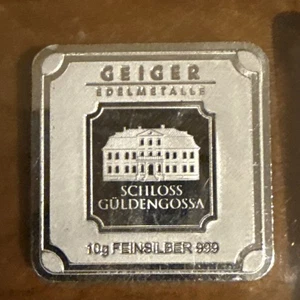 GEIGER
EDELMETALLE
SCHLOSS
GÜLDENGOSSA
10g FEINSILBER 999